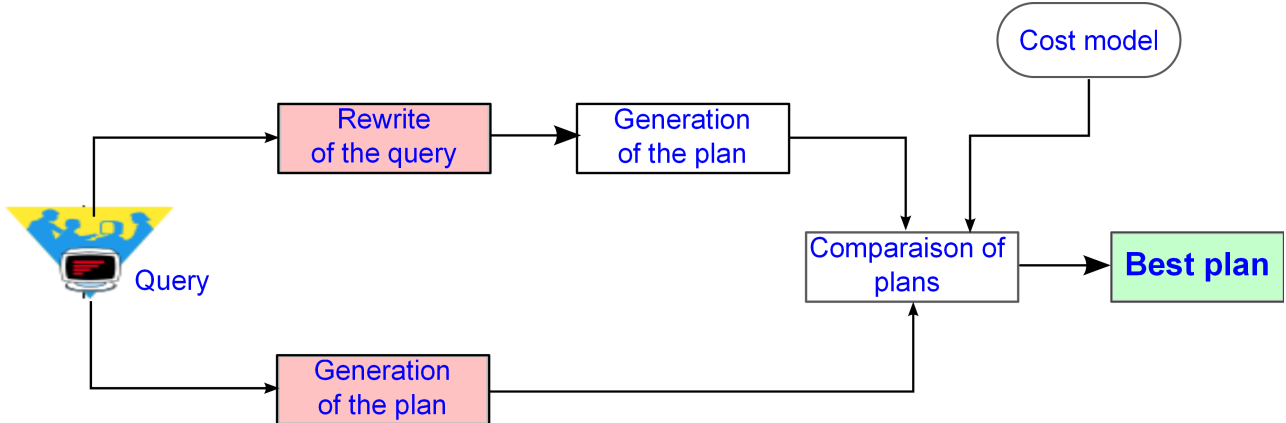 Cost model
Rewrite
of the query
Generation
of the plan
Query
Comparaison of
plans
Best plan
Generation
of the plan